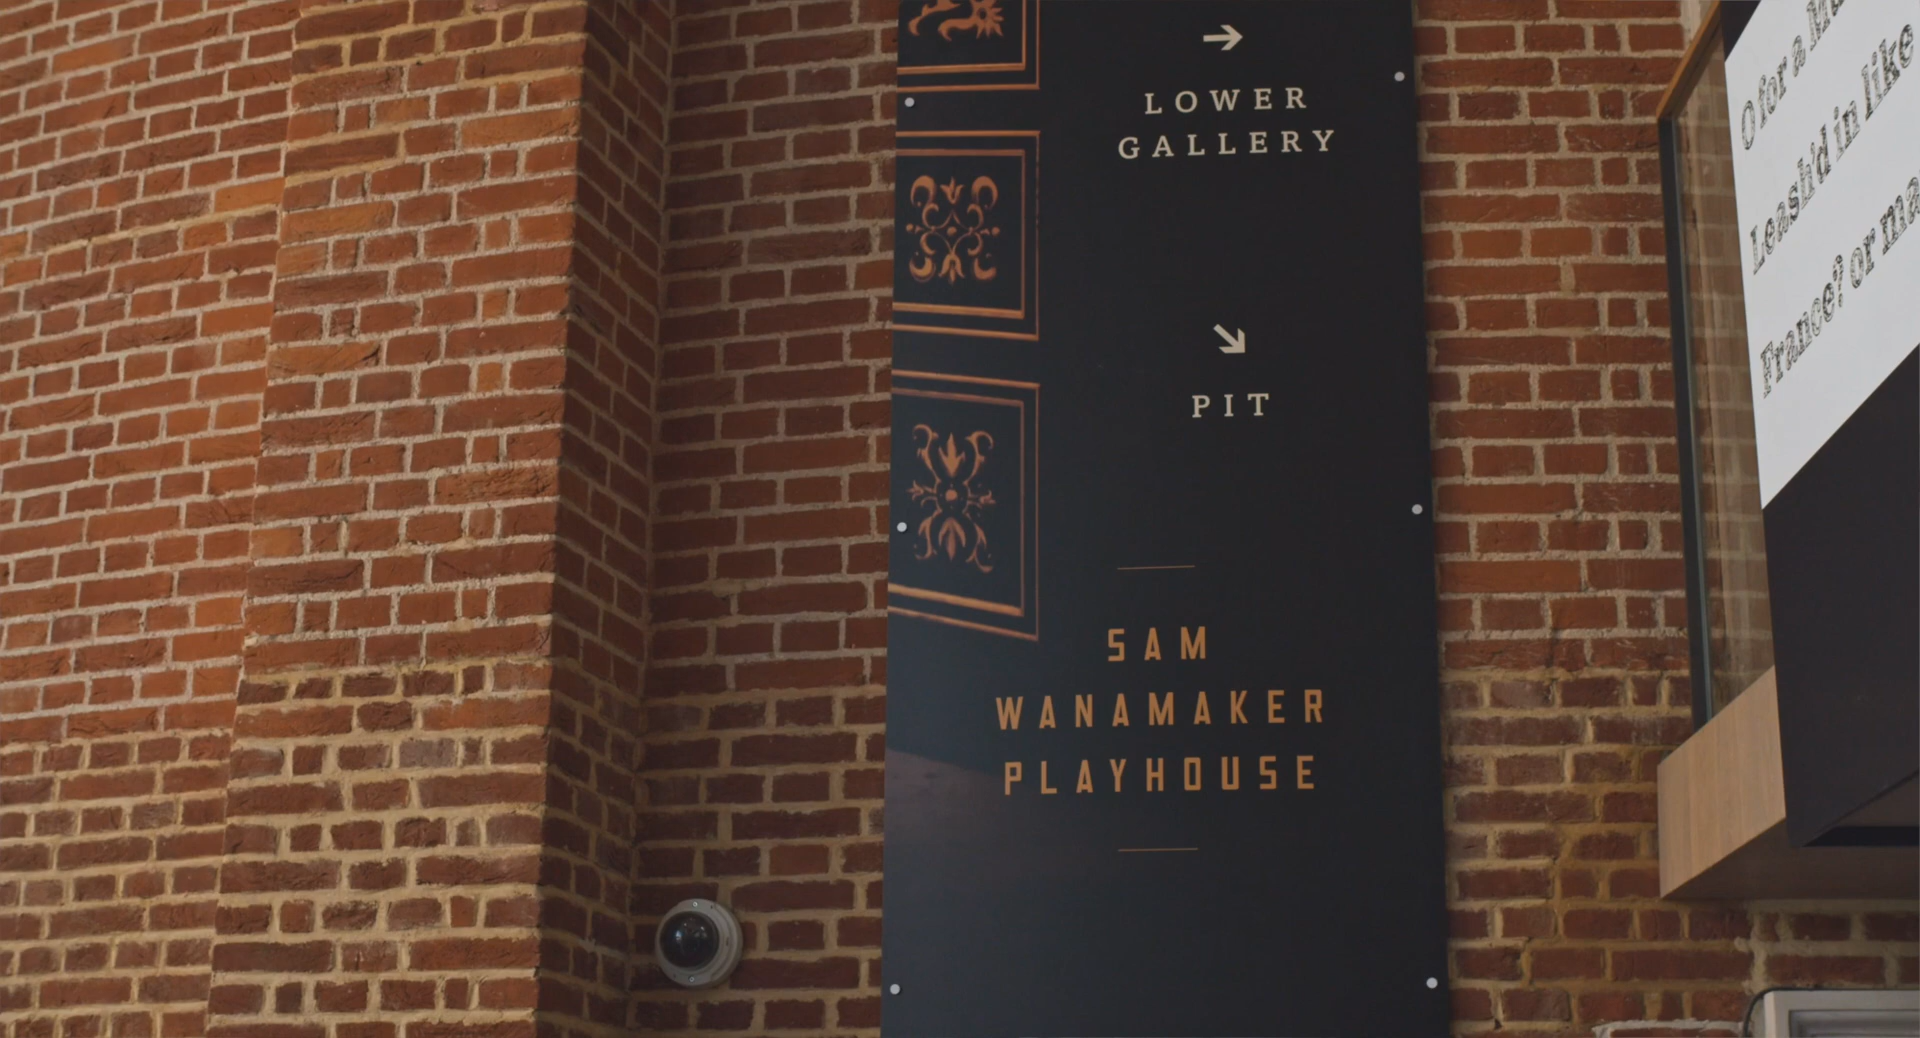 LOWER
GALLERY
PIT
SAM
WANAMAKER
PLAYHOUSE
O for a
Leash'd in like
France? or